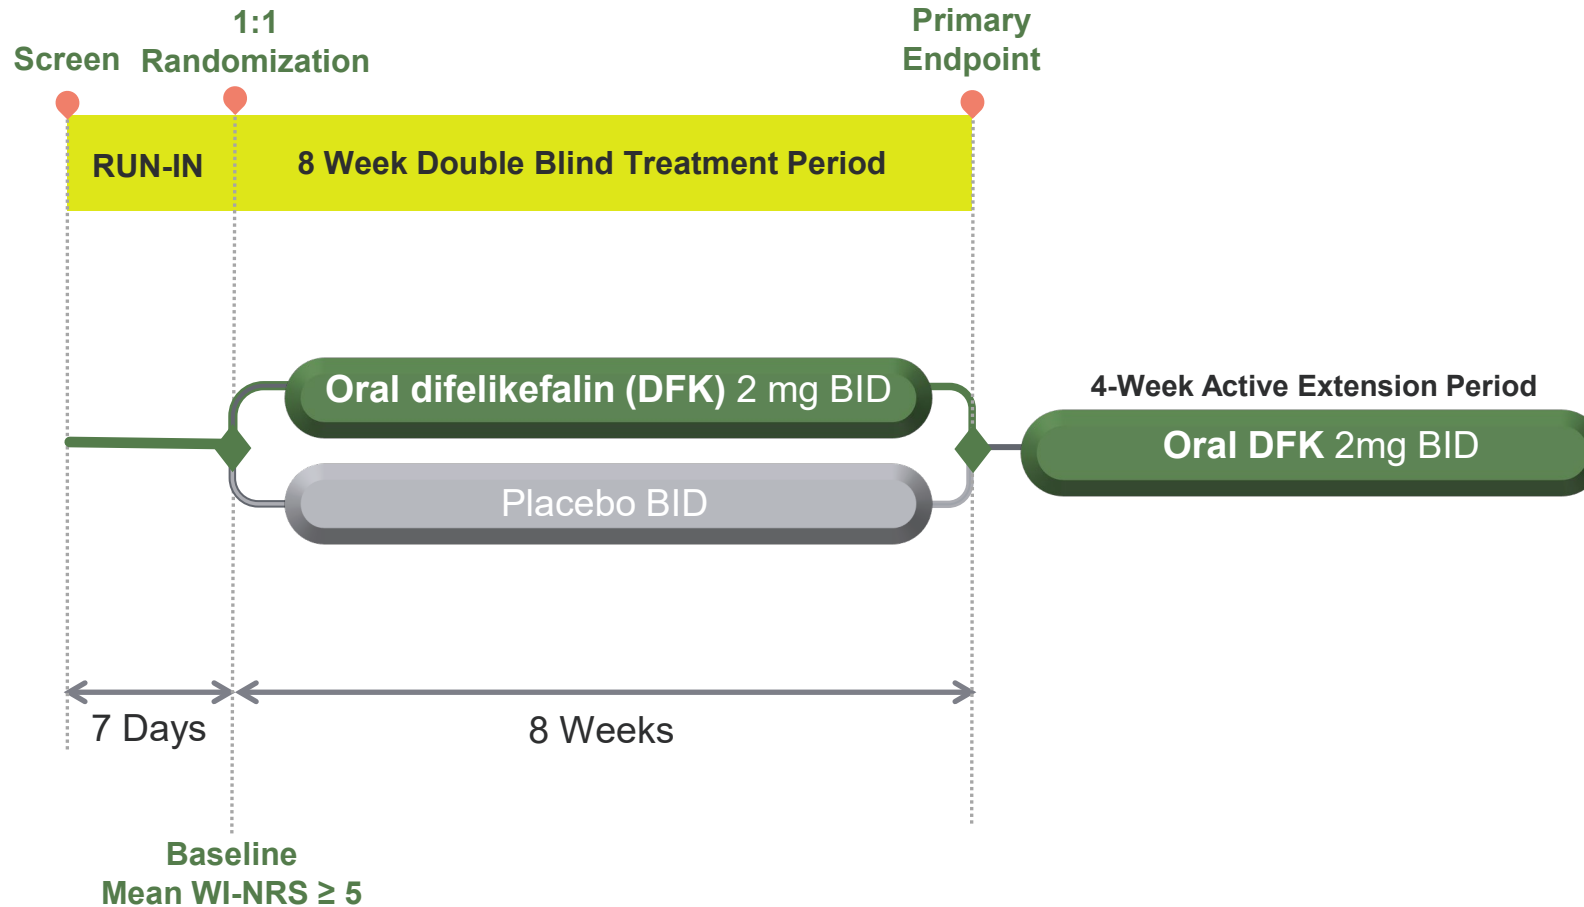 1:1
Screen Randomization
Primary
Endpoint
RUN-IN
8 Week Double Blind Treatment Period
Oral difelikefalin (DFK) 2 mg BID
Placebo BID
4-Week Active Extension Period
Oral DFK 2mg BID
7 Days
8 Weeks
Baseline
Mean WI-NRS ≥ 5